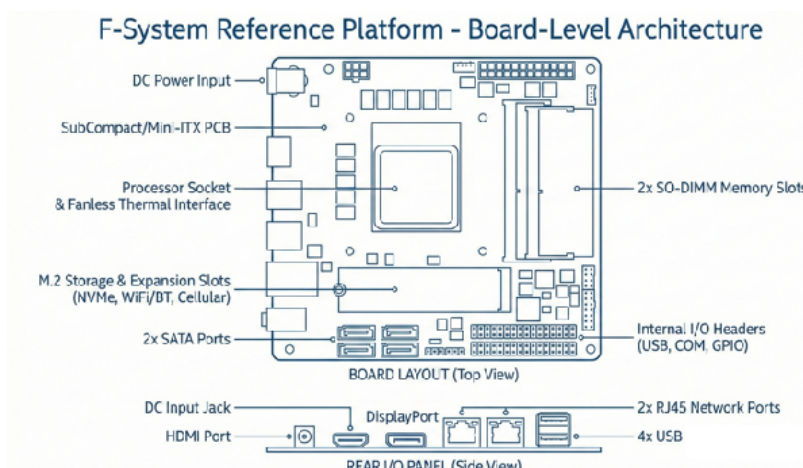 F-System Reference Platform - Board-Level Architecture
DC Power Input
SubCompact/Mini-ITX PCB
Processor Socket
& Fanless Thermal Interface
2x SO-DIMM Memory Slots
M.2 Storage & Expansion Slots
(NVMe, WiFi/BT, Cellular)
2x SATA Ports
Internal I/O Headers
(USB, COM, GPIO)
BOARD LAYOUT (Top View)
DC Input Jack
DisplayPort
2x RJ45 Network Ports
HDMI Port
4x USB
REAR I/O PANEL (Side View)